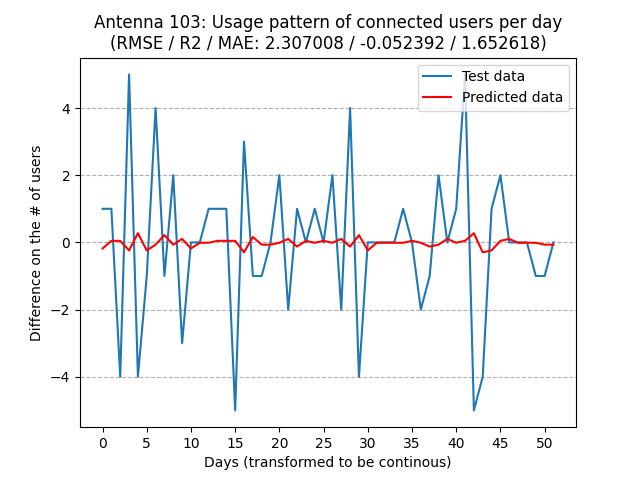 Antenna 103: Usage pattern of connected users per day
(RMSE / R2 / MAE: 2.307008 / -0.052392 / 1.652618)
Test data
Predicted data
Difference on the # of users
4
2
0
−2
−4
0 5 10 15 20 25 30 35 40 45 50
Days (transformed to be continous)